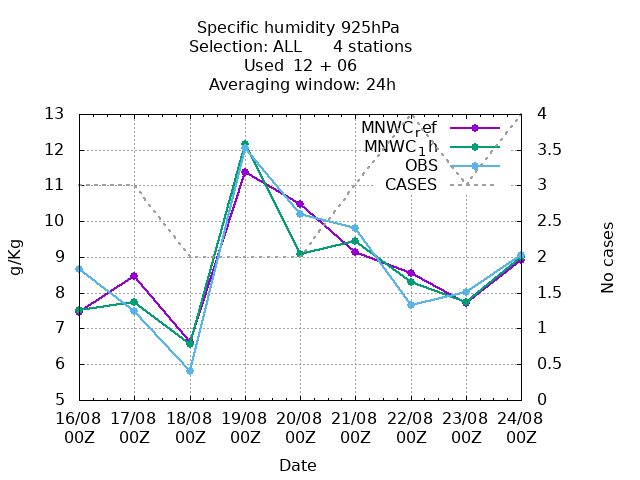 Specific humidity 925hPa
Selection: ALL 4 stations
Used 12 + 06
Averaging window: 24h
13
12
11
10
9
8
7
6
5
g/Kg
4
3.5
3
2.5
2
1.5
1
0.5
0
No cases
MNWCref
MNWC1h
OBS
CASES
16/08 17/08 18/08 19/08 20/08 21/08 22/08 23/08 24/08
00Z 00Z 00Z 00Z 00Z 00Z 00Z 00Z 00Z
Date